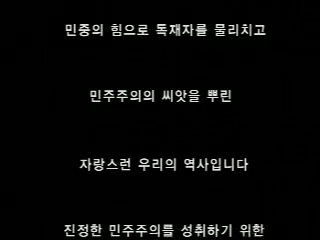 민중의 힘으로 독재자를 물리치고
민주주의의 씨앗을 뿌린
자랑스런 우리의 역사입니다
진정한 민주주의를 성취하기 위한